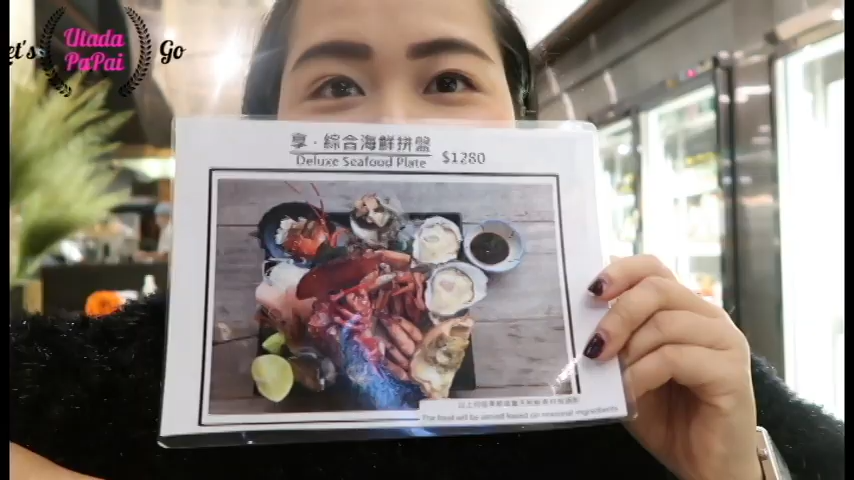 Let's
Utada
PaPai
Go
享·綜合海鮮拼盤
Deluxe Seafood Plate $1280
The food will be served based on seasonal ingredients